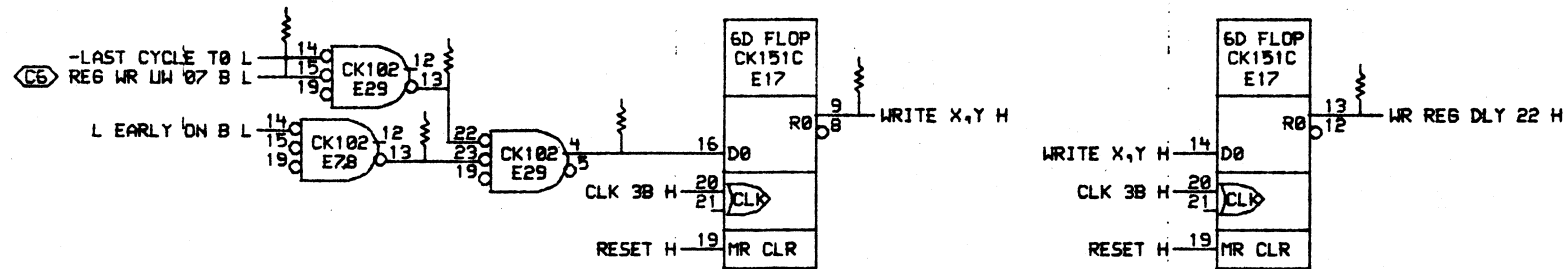 -LAST CYCLE T0 L
C6 REG WR UW 07 B L
14
15
19
CK102
E29
12
13
L EARLY ON B L
14
15
19
CK102
E78
12
13
22
23
19
CK102
E29
4
5
6D FLOP
CK151C
E17
16 D0
R0
9
8
WRITE X,Y H
CLK 3B H 20
21
CLK
RESET H 19 MR CLR
6D FLOP
CK151C
E17
WRITE X,Y H 14 D0
R0
13
12
WR REG DLY 22 H
CLK 3B H 20
21
CLK
RESET H 19 MR CLR